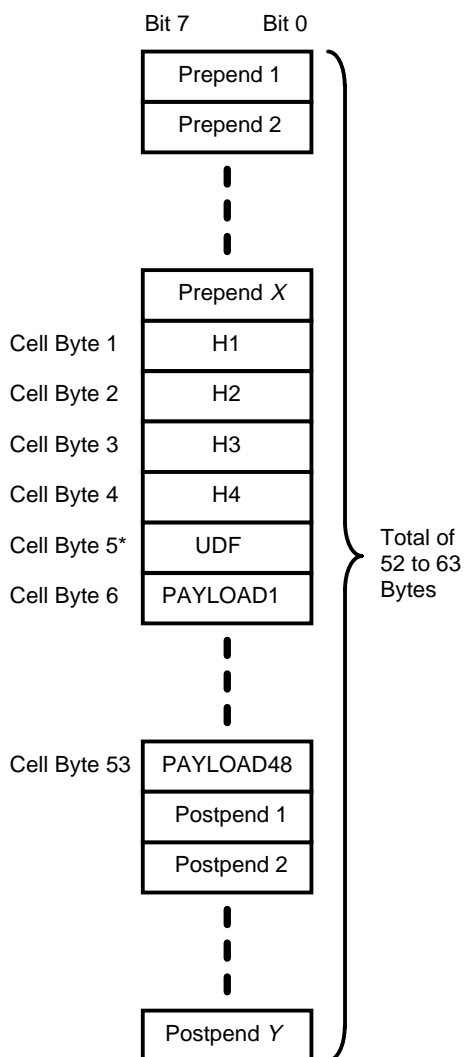 Bit 7 Bit 0
Prepend 1
Prepend 2
Prepend X
Cell Byte 1 H1
Cell Byte 2 H2
Cell Byte 3 H3
Cell Byte 4 H4
Cell Byte 5* UDF
Cell Byte 6 PAYLOAD1
Total of
52 to 63
Bytes
Cell Byte 53 PAYLOAD48
Postpend 1
Postpend 2
Postpend Y